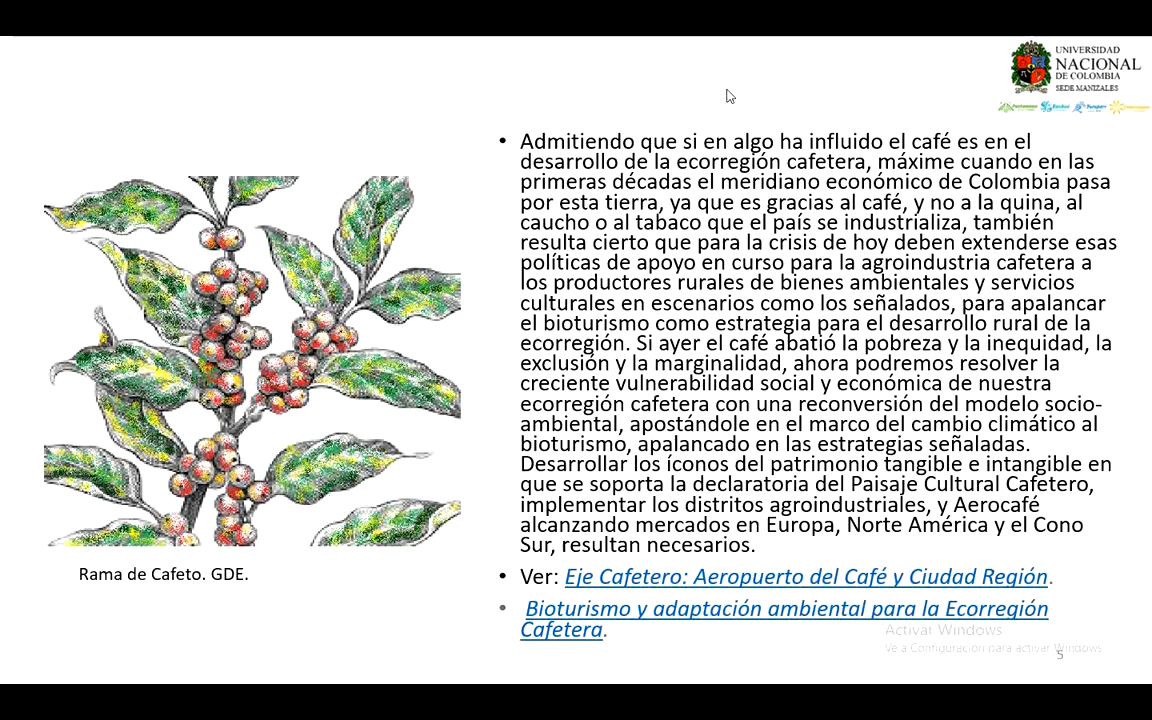 UNIVERSIDAD
NACIONAL
DE COLOMBIA
SEDE MANIZALES
• Admitiendo que si en algo ha influido el café es en el
desarrollo de la ecorregión cafetera, máxime cuando en las
primeras décadas el meridiano económico de Colombia pasa
por esta tierra, ya que es gracias al café, y no a la quina, al
caucho o al tabaco que el país se industrializa, también
resulta cierto que para la crisis de hoy deben extenderse esas
políticas de apoyo en curso para la agroindustria cafetera a
los productores rurales de bienes ambientales y servicios
culturales en escenarios como los señalados, para apalancar
el bioturismo como estrategia para el desarrollo rural de la
ecorregión. Si ayer el café abatió la pobreza y la inequidad, la
exclusión y la marginalidad, ahora podremos resolver la
creciente vulnerabilidad social y económica de nuestra
ecorregión cafetera con una reconversión del modelo socio-
ambiental, apostándole en el marco del cambio climático al
bioturismo, apalancado en las estrategias señaladas.
Desarrollar los íconos del patrimonio tangible e intangible en
que se soporta la declaratoria del Paisaje Cultural Cafetero,
implementar los distritos agroindustriales, y Aerocafé
alcanzando mercados en Europa, Norte América y el Cono
Sur, resultan necesarios.
• Ver: Eje Cafetero: Aeropuerto del Café y Ciudad Región.
• Bioturismo y adaptación ambiental para la Ecorregión
Cafetera.
Rama de Cafeto. GDE.
Activar Windows
Ve a Configuración para activar Windows
5